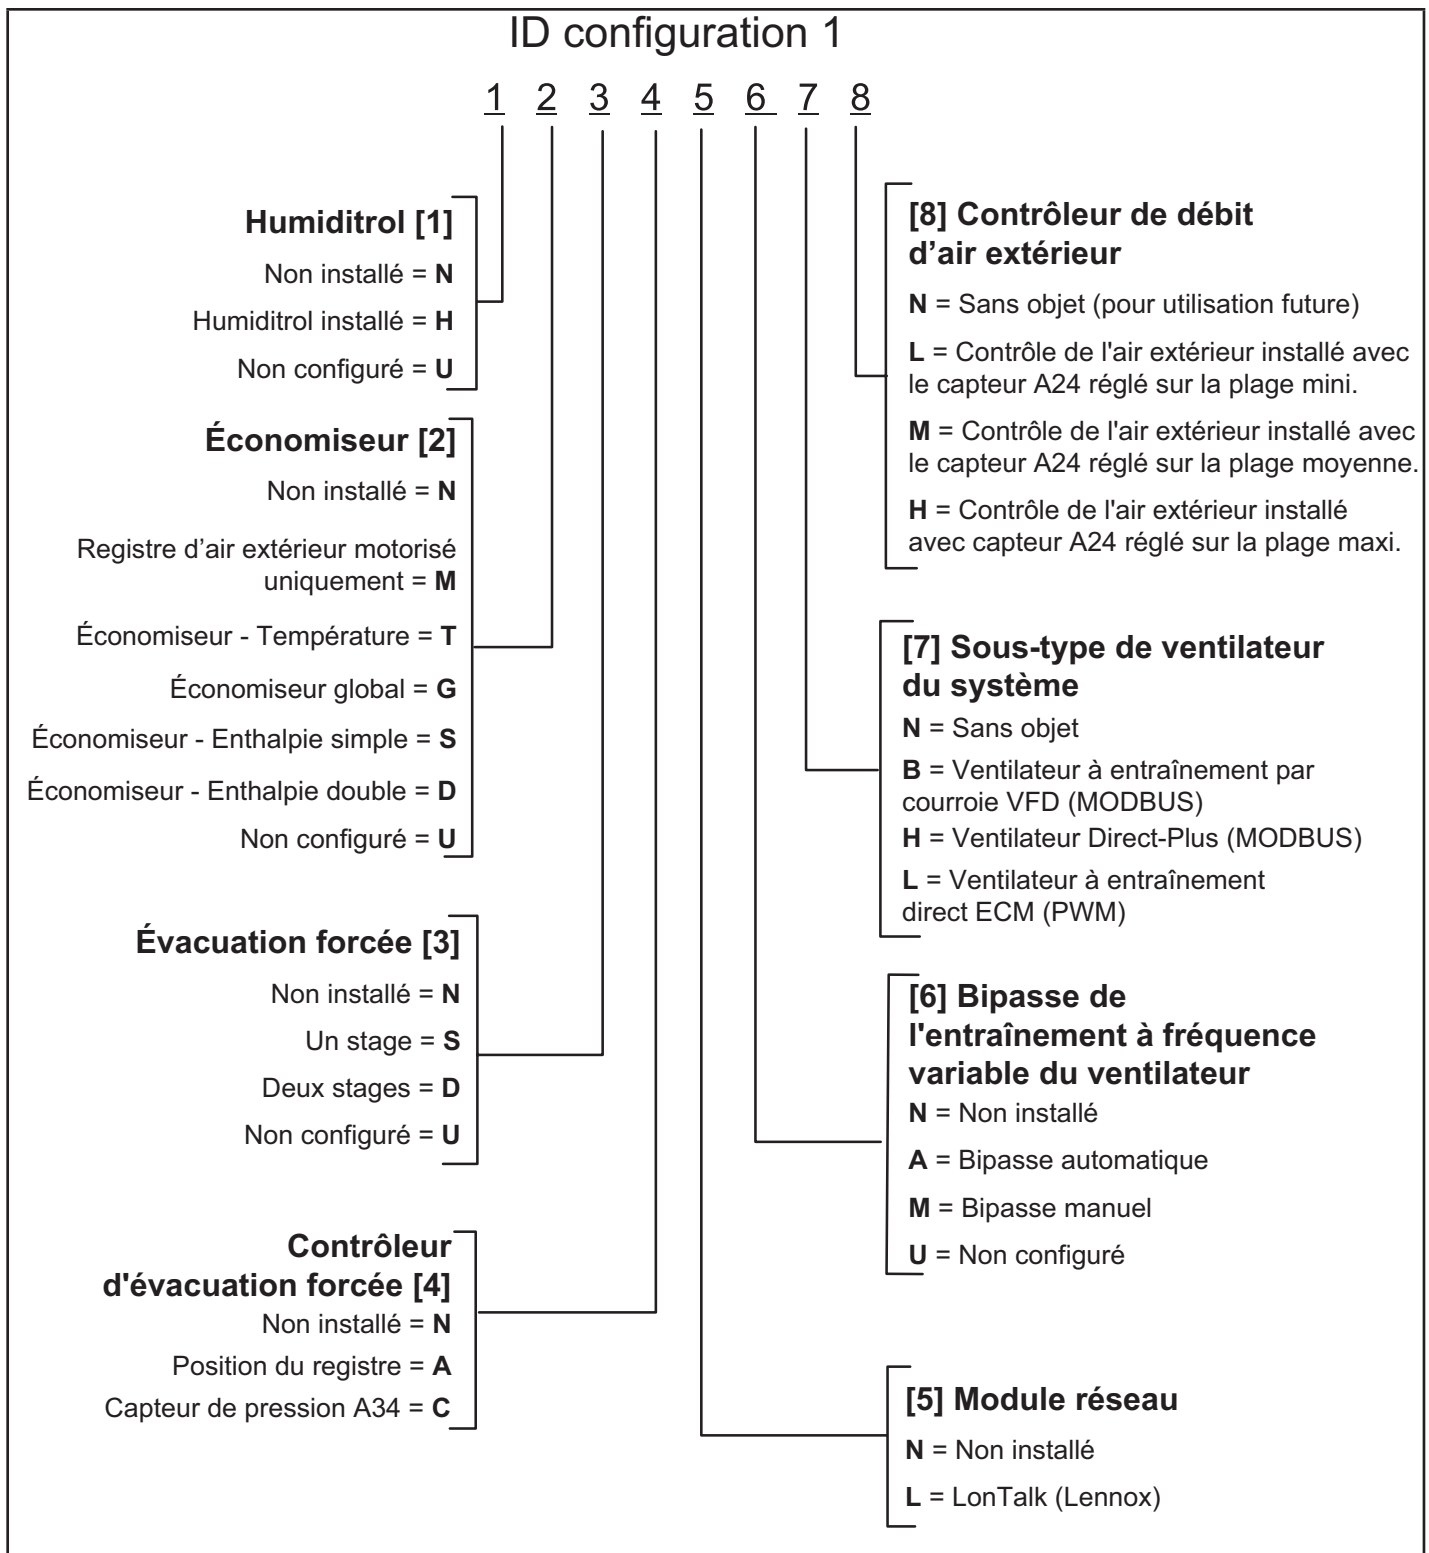 ID configuration 1
1 2 3 4 5 6 7 8
Humiditrol [1]
Non installé = N
Humiditrol installé = H
Non configuré = U
Économiseur [2]
Non installé = N
Registre d’air extérieur motorisé
uniquement = M
Économiseur - Température = T
Économiseur global = G
Économiseur - Enthalpie simple = S
Économiseur - Enthalpie double = D
Non configuré = U
Évacuation forcée [3]
Non installé = N
Un stage = S
Deux stages = D
Non configuré = U
Contrôleur
d'évacuation forcée [4]
Non installé = N
Position du registre = A
Capteur de pression A34 = C
[8] Contrôleur de débit
d’air extérieur
N = Sans objet (pour utilisation future)
L = Contrôle de l'air extérieur installé avec
le capteur A24 réglé sur la plage mini.
M = Contrôle de l'air extérieur installé avec
le capteur A24 réglé sur la plage moyenne.
H = Contrôle de l'air extérieur installé
avec capteur A24 réglé sur la plage maxi.
[7] Sous-type de ventilateur
du système
N = Sans objet
B = Ventilateur à entraînement par
courroie VFD (MODBUS)
H = Ventilateur Direct-Plus (MODBUS)
L = Ventilateur à entraînement
direct ECM (PWM)
[6] Bipasse de
l'entraînement à fréquence
variable du ventilateur
N = Non installé
A = Bipasse automatique
M = Bipasse manuel
U = Non configuré
[5] Module réseau
N = Non installé
L = LonTalk (Lennox)